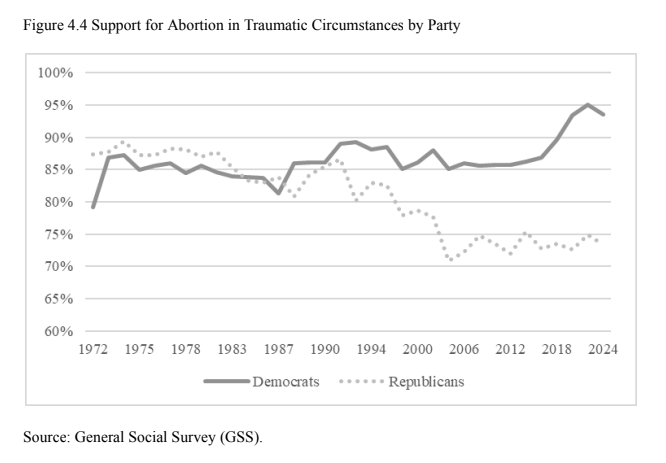 Figure 4.4 Support for Abortion in Traumatic Circumstances by Party
100%
95%
90%
85%
80%
75%
70%
65%
60%
1972 1975 1978 1983 1987 1990 1994 2000 2006 2012 2018 2024
Democrats Republicans
Source: General Social Survey (GSS).